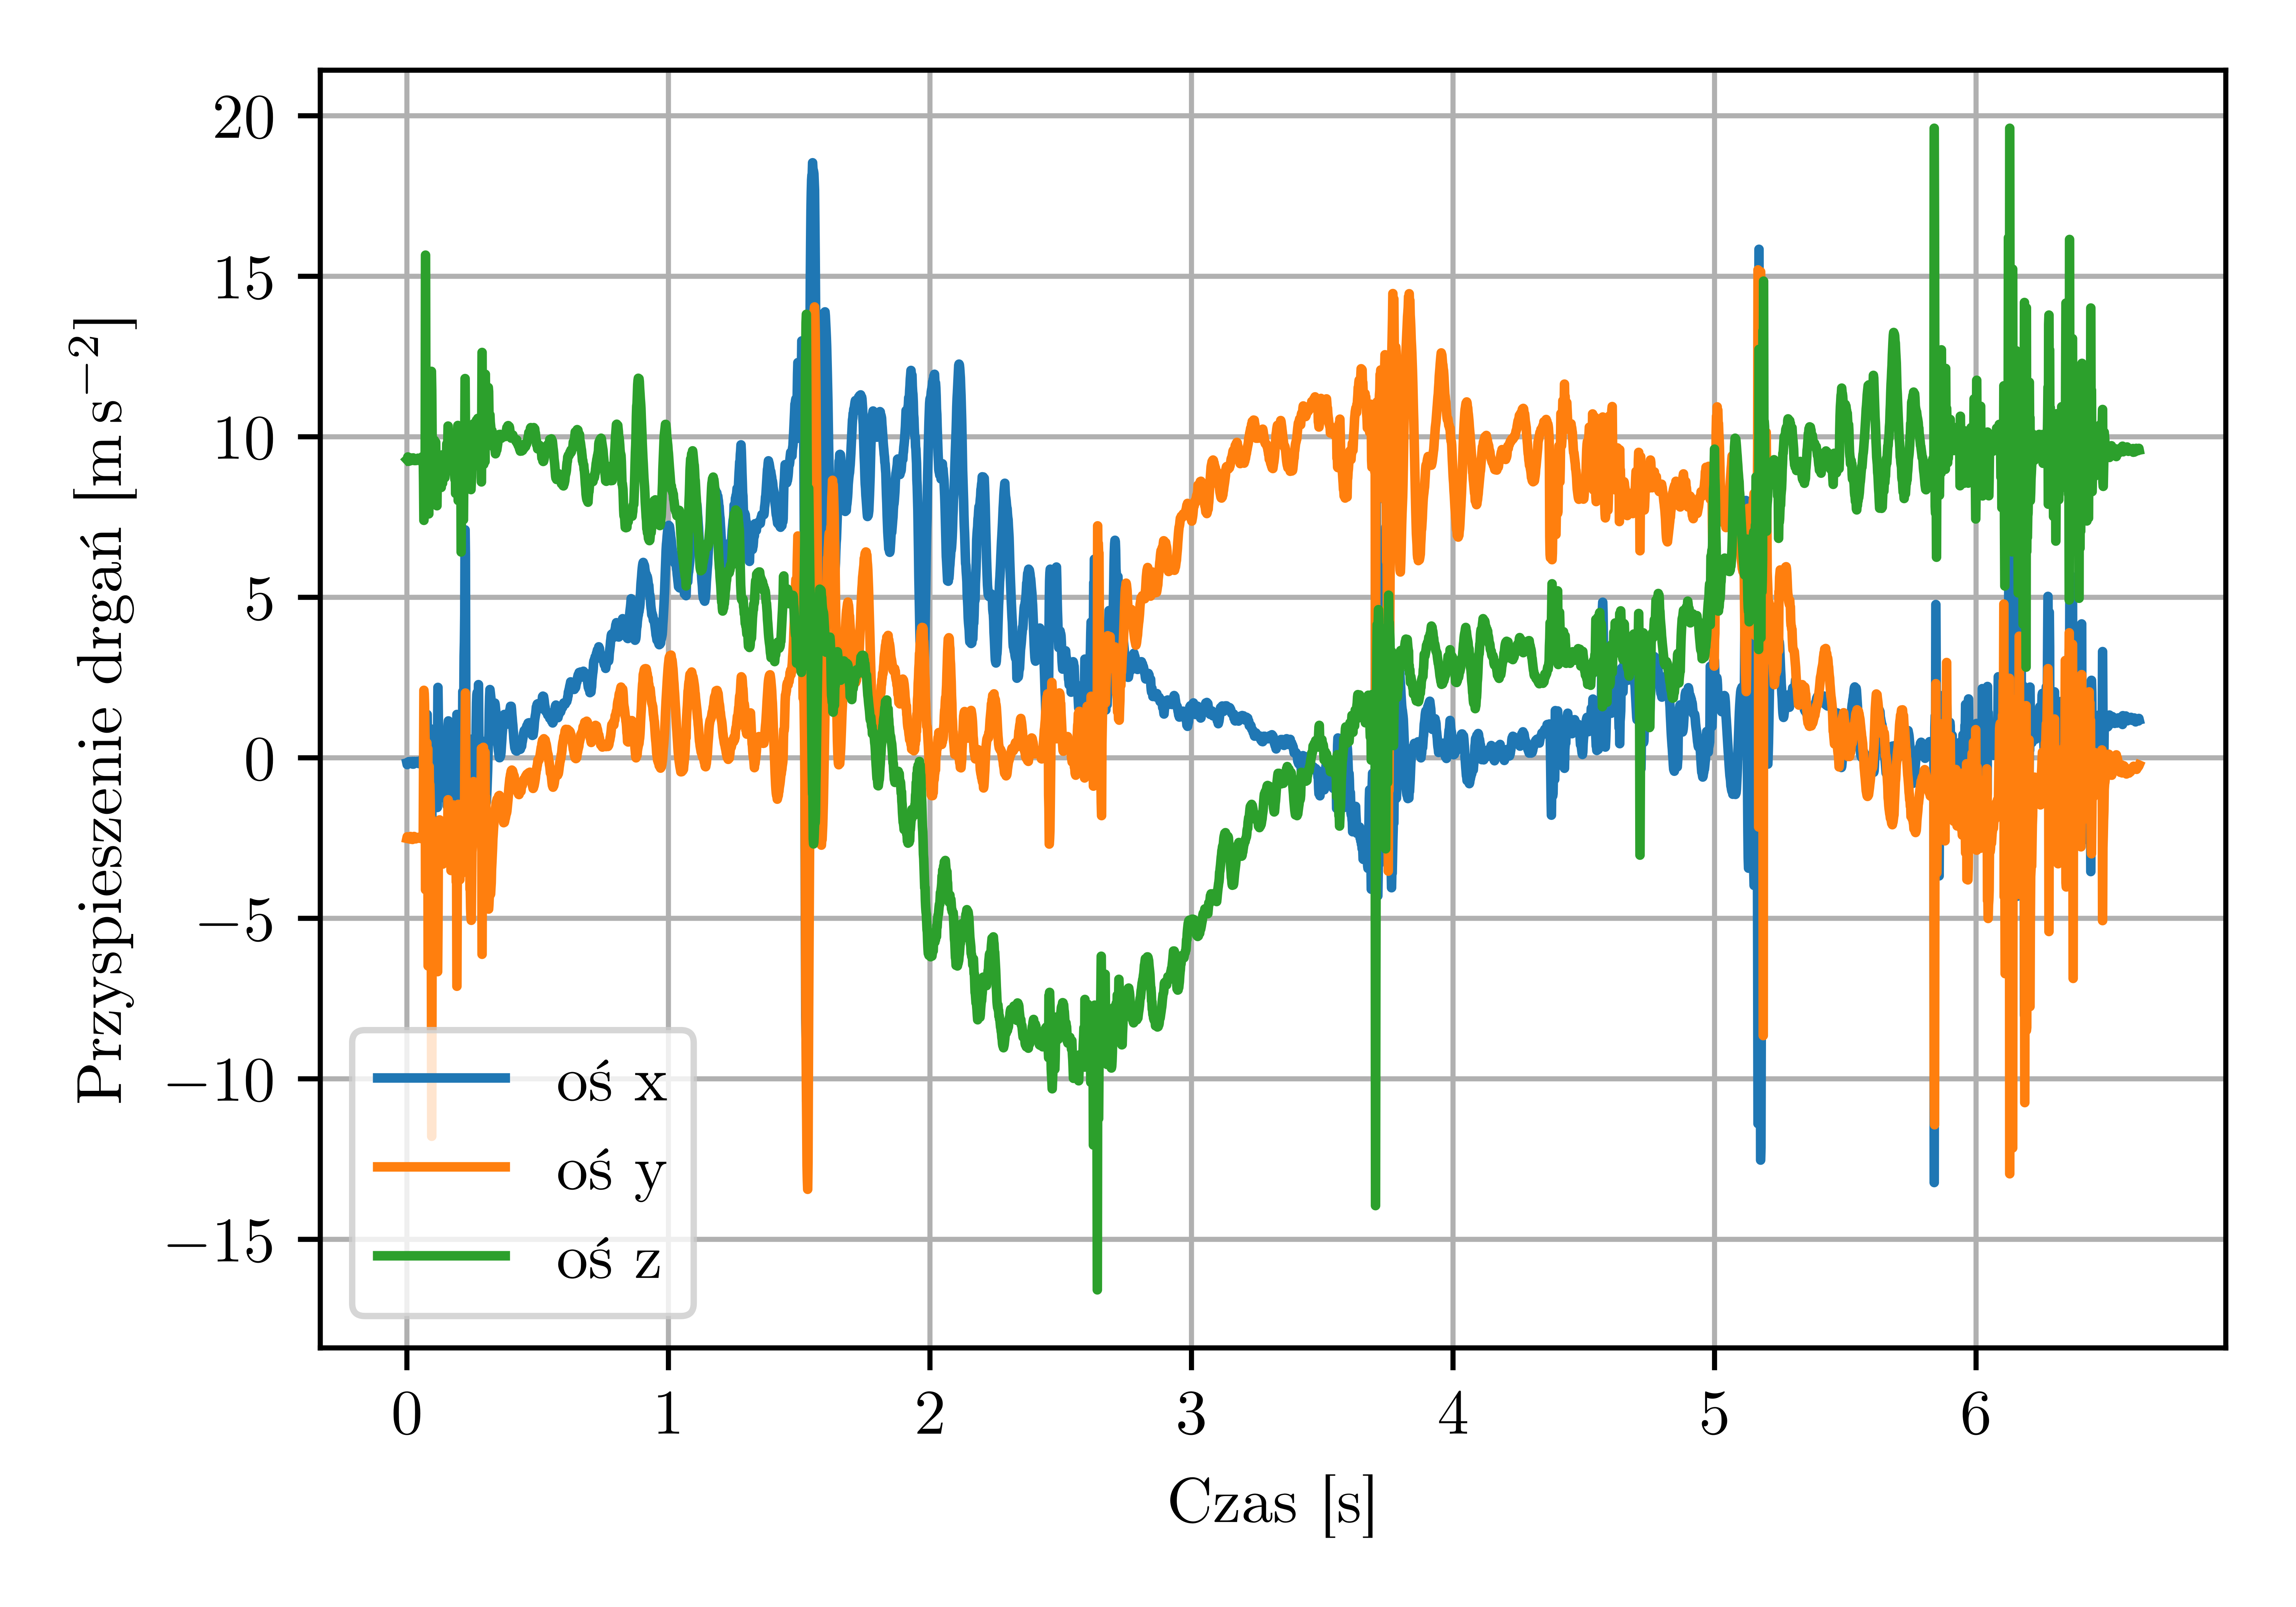 Przyspieszenie drgań [m s⁻²]
20
15
10
5
0
−5
−10
−15
oś x
oś y
oś z
0 1 2 3 4 5 6
Czas [s]